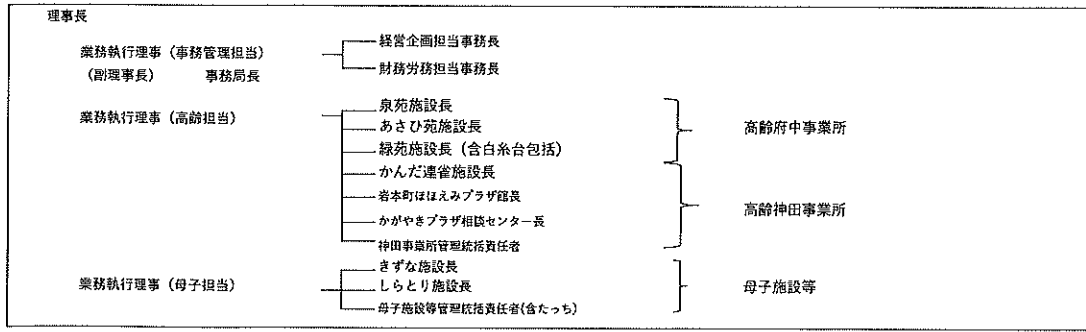 理事長
業務執行理事（事務管理担当）
（副理事長） 事務局長
経営企画担当事務長
財務労務担当事務長
業務執行理事（高齢担当）
泉苑施設長
あさひ苑施設長
緑苑施設長（含白糸台包括）
高齢府中事業所
かんだ連雀施設長
岩本町ほほえみプラザ館長
かがやきプラザ相談センター長
神田事業所管理統括責任者
高齢神田事業所
業務執行理事（母子担当）
きずな施設長
しらとり施設長
母子施設等管理統括責任者(含たっち)
母子施設等